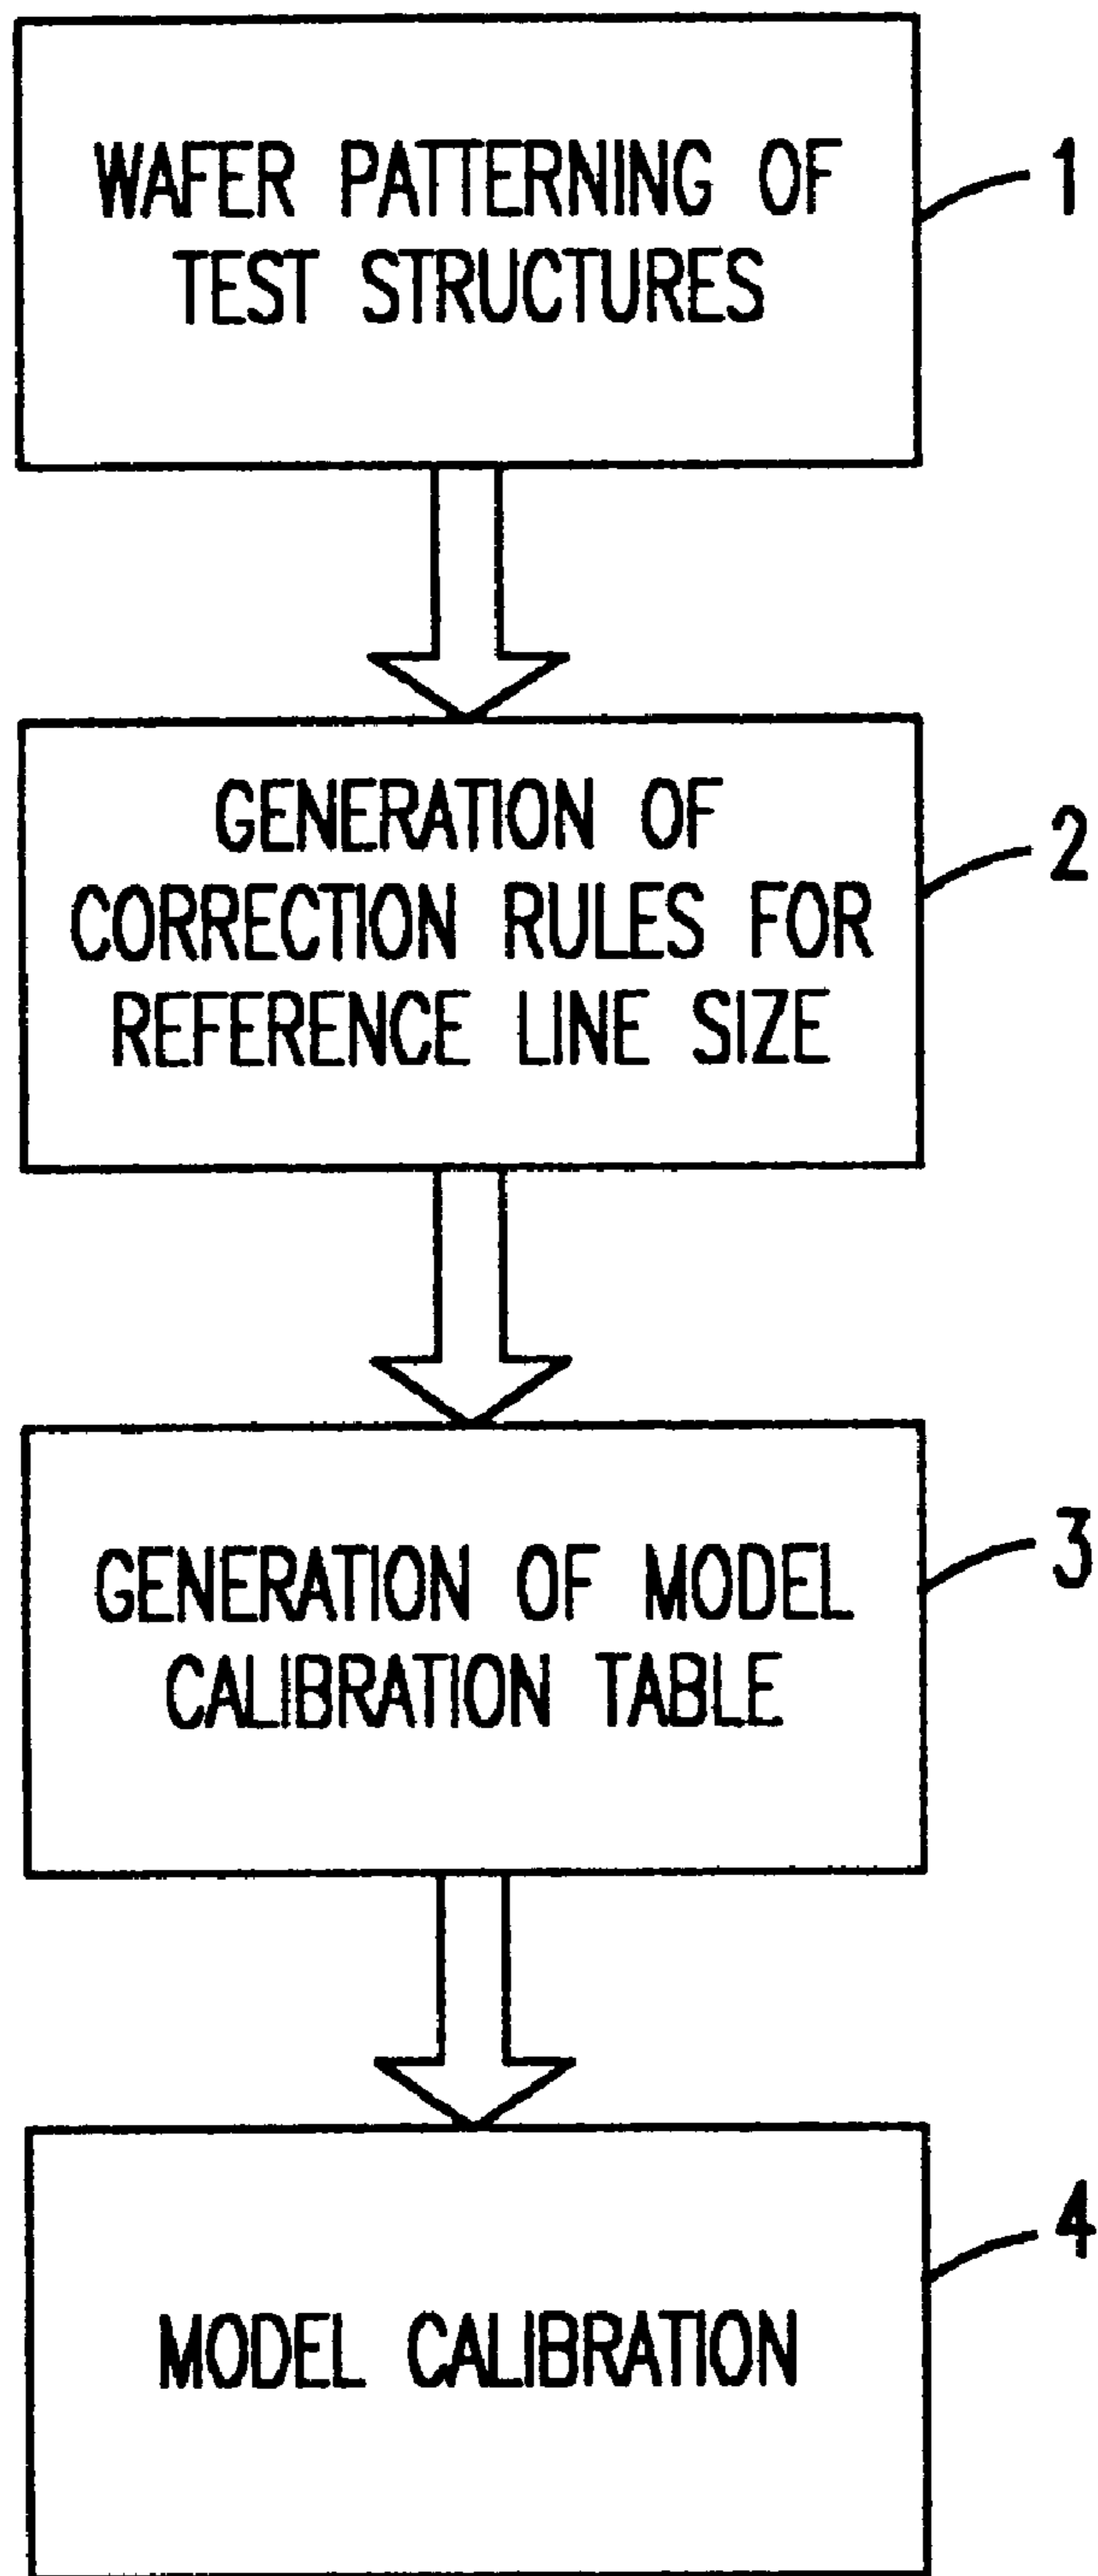 WAFER PATTERNING OF
TEST STRUCTURES
1
GENERATION OF
CORRECTION RULES FOR
REFERENCE LINE SIZE
2
GENERATION OF MODEL
CALIBRATION TABLE
3
MODEL CALIBRATION
4